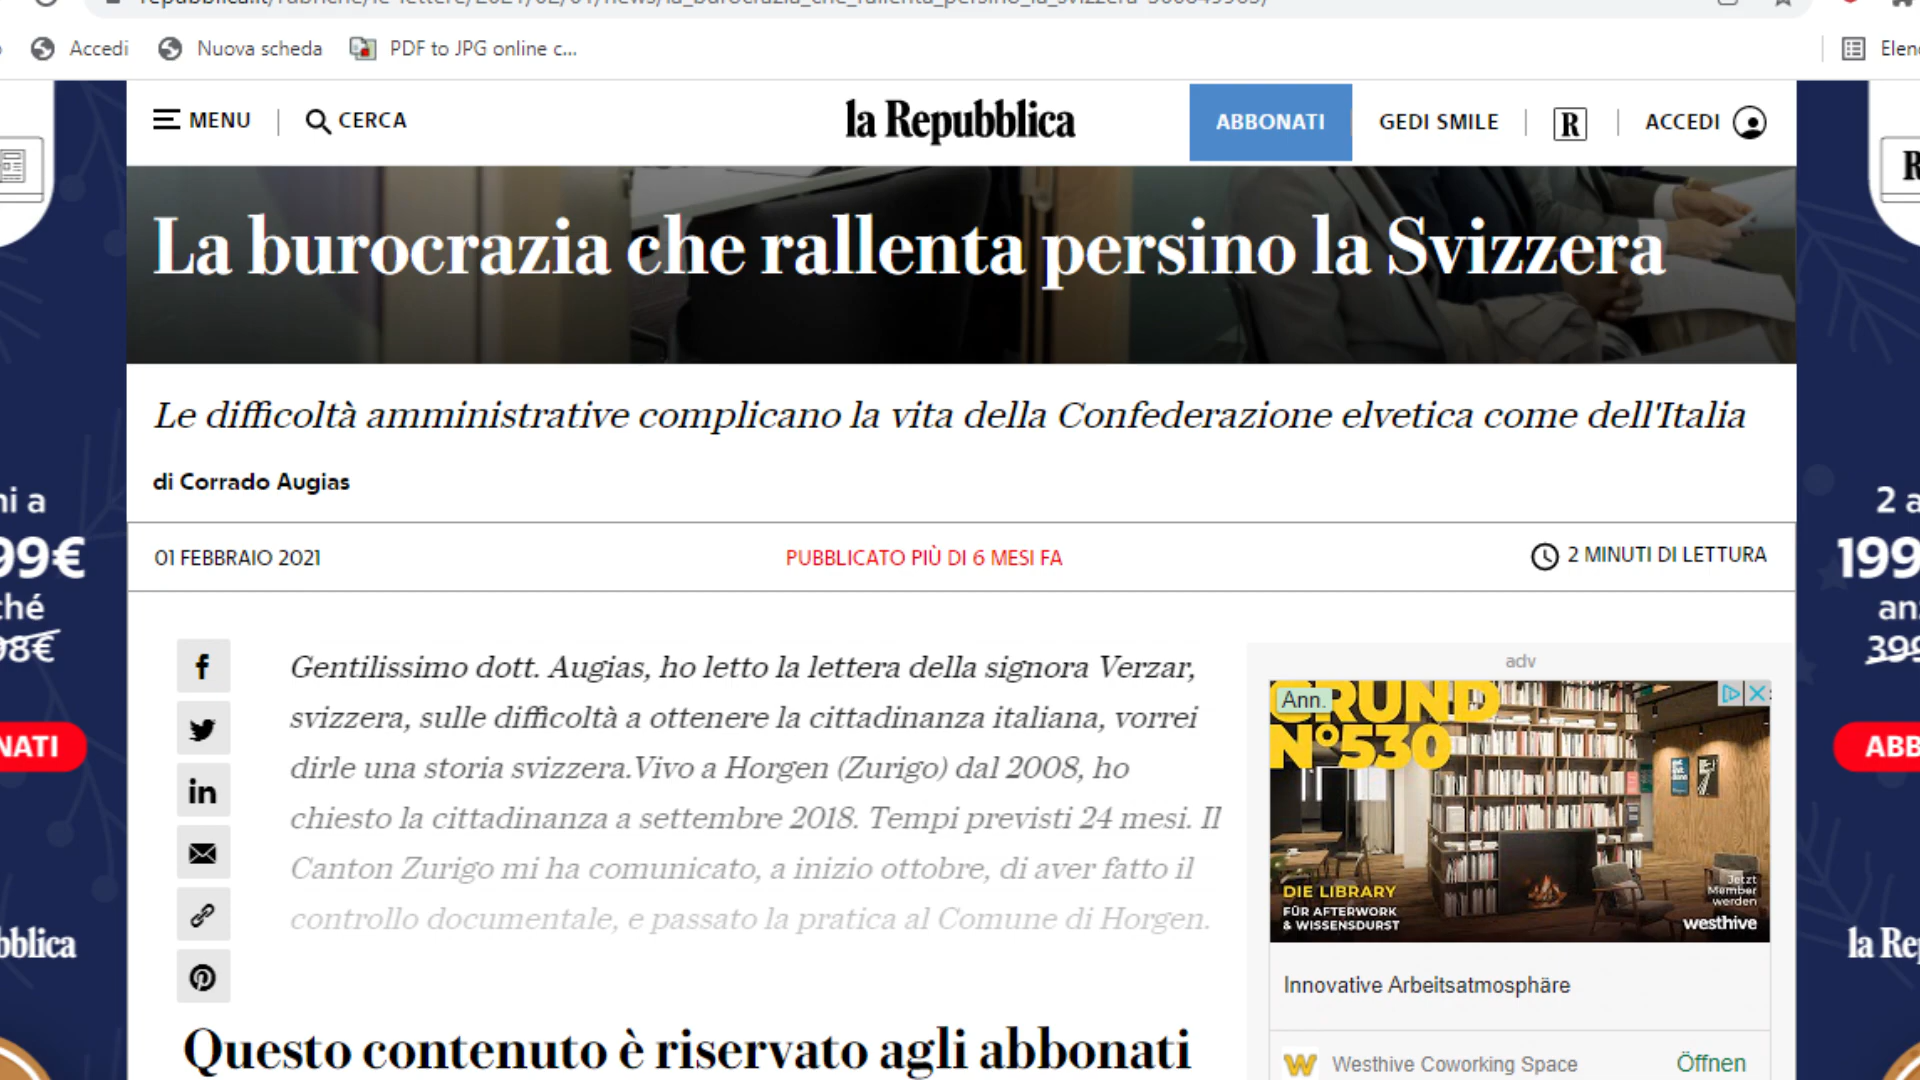 Accedi
Nuova scheda
PDF to JPG online c...
MENU
CERCA
la Repubblica
ABBONATI
GEDI SMILE
R
ACCEDI
La burocrazia che rallenta persino la Svizzera
Le difficoltà amministrative complicano la vita della Confederazione elvetica come dell'Italia
di Corrado Augias
01 FEBBRAIO 2021
PUBBLICATO PIÙ DI 6 MESI FA
2 MINUTI DI LETTURA
Gentilissimo dott. Augias, ho letto la lettera della signora Verzar,
svizzera, sulle difficoltà a ottenere la cittadinanza italiana, vorrei
dirle una storia svizzera.Vivo a Horgen (Zurigo) dal 2008, ho
chiesto la cittadinanza a settembre 2018. Tempi previsti 24 mesi. Il
Canton Zurigo mi ha comunicato, a inizio ottobre, di aver fatto il
controllo documentale, e passato la pratica al Comune di Horgen.
Questo contenuto è riservato agli abbonati
adv
Ann.
GRUND
N°530
DIE LIBRARY
FÜR AFTERWORK
& WISSENSDURST
Jetzt
Member
werden
westhive
Innovative Arbeitsatmosphäre
Westhive Coworking Space
Öffnen